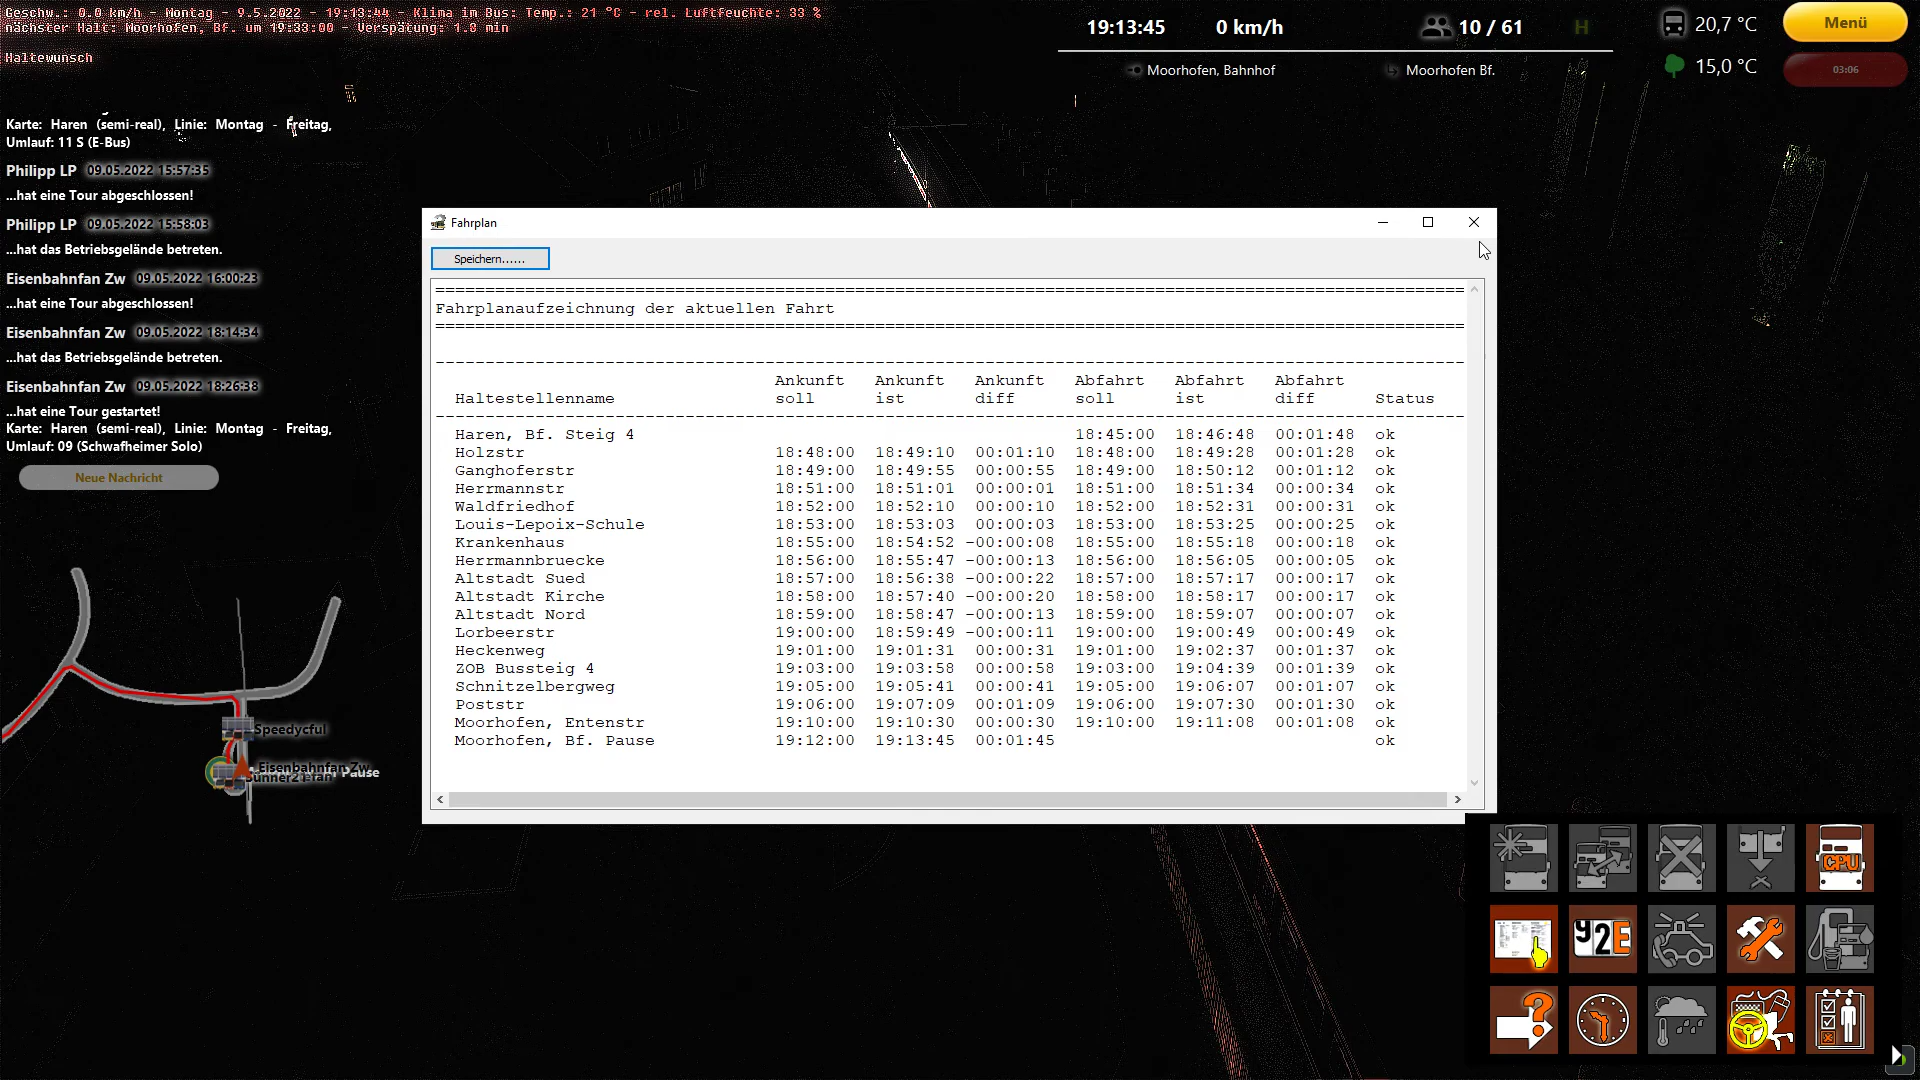 Geschw.: 0.0 km/h - Montag - 9.5.2022 - 19:13:44 - Klima im Bus: Temp.: 21 °C - rel. Luftfeuchte: 33 %
nächster Halt: Moorhofen, Bf. um 19:33:00 - Verspätung: 1.8 min
Haltewunsch
19:13:45 0 km/h 10 / 61 H
Moorhofen, Bahnhof Moorhofen Bf.
20,7 °C
15,0 °C
Menü
03:06
Karte: Haren (semi-real), Linie: Montag - Freitag,
Umlauf: 11 S (E-Bus)
Philipp LP 09.05.2022 15:57:35
...hat eine Tour abgeschlossen!
Philipp LP 09.05.2022 15:58:03
...hat das Betriebsgelände betreten.
Eisenbahnfan Zw 09.05.2022 16:00:23
...hat eine Tour abgeschlossen!
Eisenbahnfan Zw 09.05.2022 18:14:34
...hat das Betriebsgelände betreten.
Eisenbahnfan Zw 09.05.2022 18:26:38
...hat eine Tour gestartet!
Karte: Haren (semi-real), Linie: Montag - Freitag,
Umlauf: 09 (Schwafheimer Solo)
Neue Nachricht
Speedycful
Eisenbahnfan Zw
Pause
Fahrplan
Speichern......
Fahrplanaufzeichnung der aktuellen Fahrt
Ankunft Ankunft Ankunft Abfahrt Abfahrt Abfahrt
Haltestellenname soll ist diff soll ist diff Status
Haren, Bf. Steig 4 18:45:00 18:46:48 00:01:48 ok
Holzstr 18:48:00 18:49:10 00:01:10 18:48:00 18:49:28 00:01:28 ok
Ganghoferstr 18:49:00 18:49:55 00:00:55 18:49:00 18:50:12 00:01:12 ok
Herrmannstr 18:51:00 18:51:01 00:00:01 18:51:00 18:51:34 00:00:34 ok
Waldfriedhof 18:52:00 18:52:10 00:00:10 18:52:00 18:52:31 00:00:31 ok
Louis-Lepoix-Schule 18:53:00 18:53:03 00:00:03 18:53:00 18:53:25 00:00:25 ok
Krankenhaus 18:55:00 18:54:52 -00:00:08 18:55:00 18:55:18 00:00:18 ok
Herrmannbruecke 18:56:00 18:55:47 -00:00:13 18:56:00 18:56:05 00:00:05 ok
Altstadt Sued 18:57:00 18:56:38 -00:00:22 18:57:00 18:57:17 00:00:17 ok
Altstadt Kirche 18:58:00 18:57:40 -00:00:20 18:58:00 18:58:17 00:00:17 ok
Altstadt Nord 18:59:00 18:58:47 -00:00:13 18:59:00 18:59:07 00:00:07 ok
Lorbeerstr 19:00:00 18:59:49 -00:00:11 19:00:00 19:00:49 00:00:49 ok
Heckenweg 19:01:00 19:01:31 00:00:31 19:01:00 19:02:37 00:01:37 ok
ZOB Bussteig 4 19:03:00 19:03:58 00:00:58 19:03:00 19:04:39 00:01:39 ok
Schnitzelbergweg 19:05:00 19:05:41 00:00:41 19:05:00 19:06:07 00:01:07 ok
Poststr 19:06:00 19:07:09 00:01:09 19:06:00 19:07:30 00:01:30 ok
Moorhofen, Entenstr 19:10:00 19:10:30 00:00:30 19:10:00 19:11:08 00:01:08 ok
Moorhofen, Bf. Pause 19:12:00 19:13:45 00:01:45 ok
CPU
92E